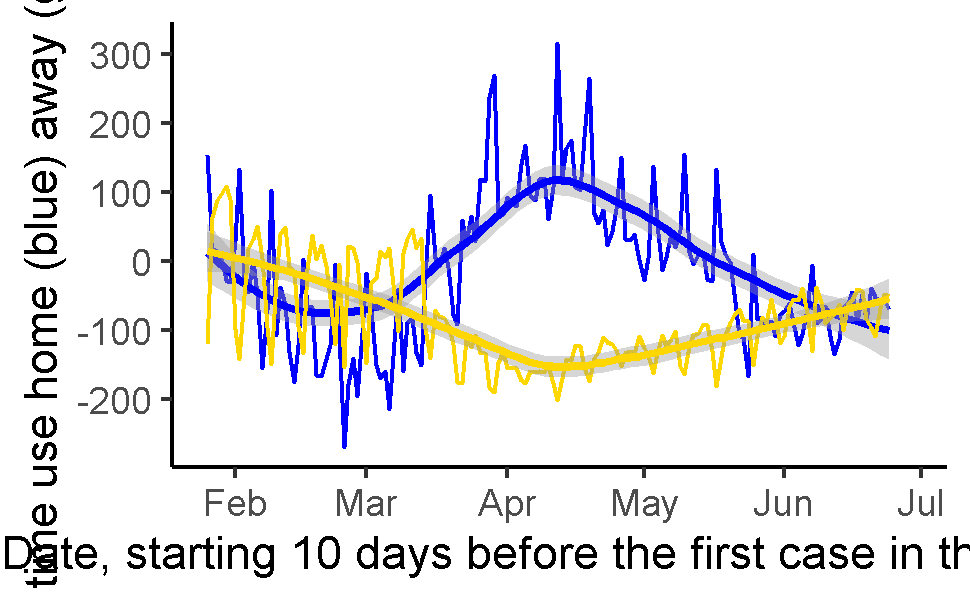 time use home (blue) away (
300
200
100
0
-100
-200
Feb Mar Apr May Jun Jul
Date, starting 10 days before the first case in th